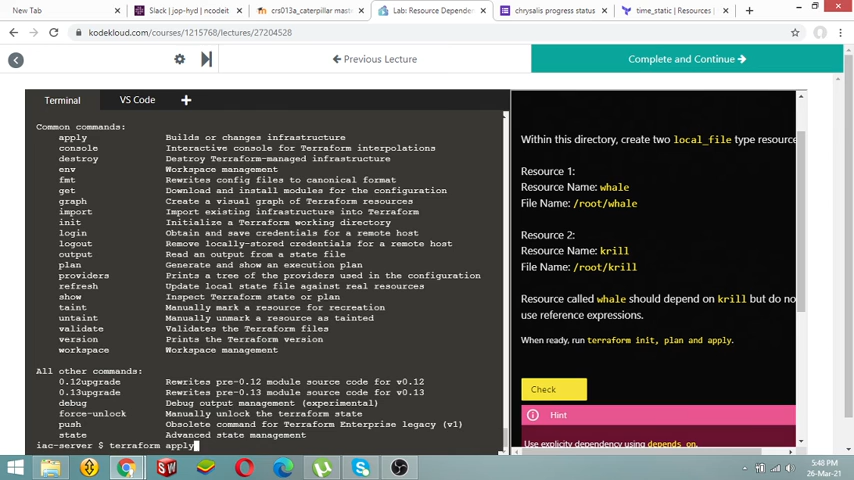 New Tab
Slack | jop-hyd | ncodeit
crs013a_caterpillar mast
Lab: Resource Depende
chrysalis progress status
time_static | Resources |
kodekloud.com/courses/1215768/lectures/27204528
Previous Lecture
Complete and Continue
Terminal
VS Code
Common commands:
apply Builds or changes infrastructure
console Interactive console for Terraform interpolations
destroy Destroy Terraform-managed infrastructure
env Workspace management
fmt Rewrites config files to canonical format
get Download and install modules for the configuration
graph Create a visual graph of Terraform resources
import Import existing infrastructure into Terraform
init Initialize a Terraform working directory
login Obtain and save credentials for a remote host
logout Remove locally-stored credentials for a remote host
output Read an output from a state file
plan Generate and show an execution plan
providers Prints a tree of the providers used in the configuration
refresh Update local state file against real resources
show Inspect Terraform state or plan
taint Manually mark a resource for recreation
untaint Manually unmark a resource as tainted
validate Validates the Terraform files
version Prints the Terraform version
workspace Workspace management
All other commands:
0.12upgrade Rewrites pre-0.12 module source code for v0.12
0.13upgrade Rewrites pre-0.13 module source code for v0.13
debug Debug output management (experimental)
force-unlock Manually unlock the terraform state
push Obsolete command for Terraform Enterprise legacy (v1)
state Advanced state management
iac-server $ terraform apply
Within this directory, create two local_file type resource
Resource 1:
Resource Name: whale
File Name: /root/whale
Resource 2:
Resource Name: krill
File Name: /root/krill
Resource called whale should depend on krill but do no
use reference expressions.
When ready, run terraform init, plan and apply.
Check
Hint
Use explicity dependency using depends_on.
5:48 PM
26-Mar-21